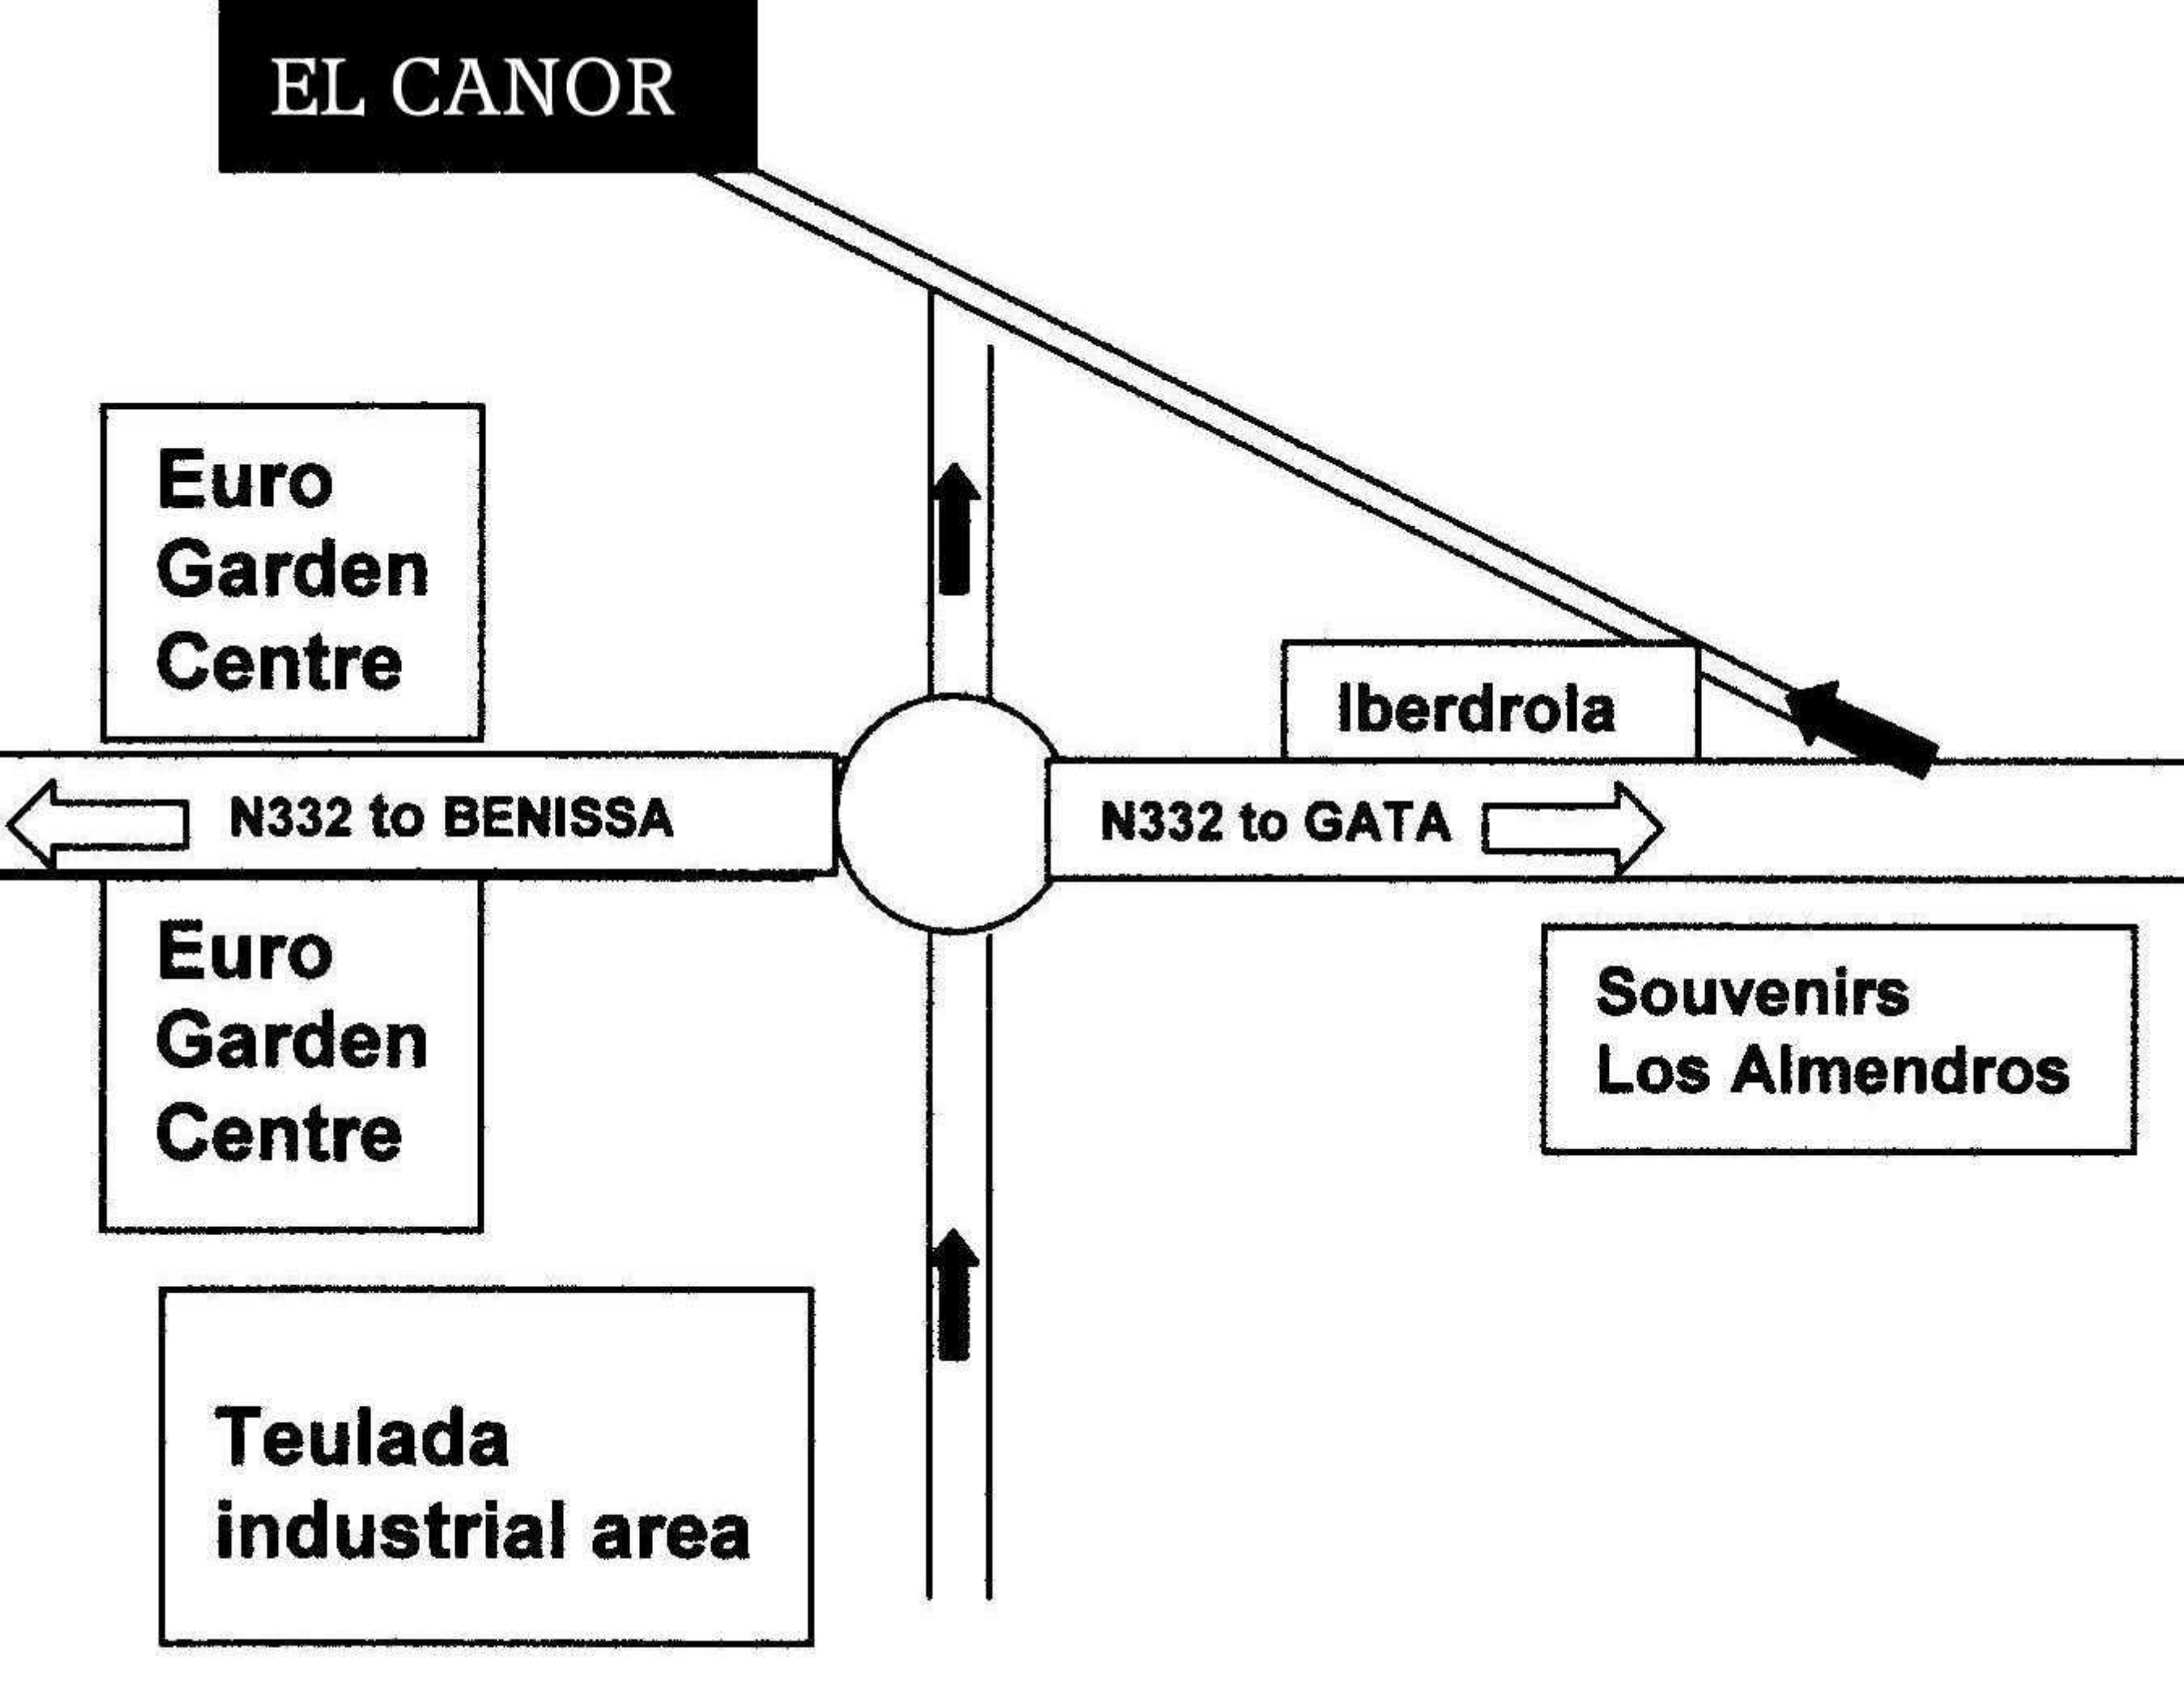 EL CANOR
Euro
Garden
Centre
Iberdrola
N332 to BENISSA
N332 to GATA
Euro
Garden
Centre
Souvenirs
Los Almendros
Teulada
industrial area